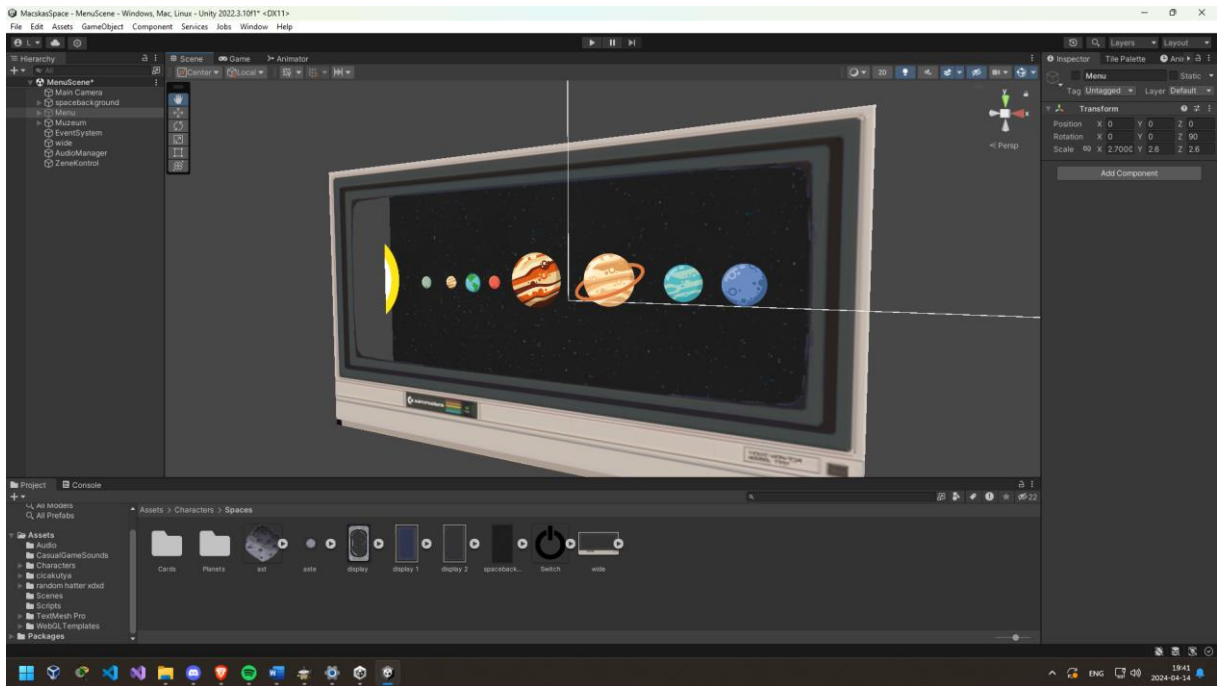 MacskasSpace - MenuScene - Windows, Mac, Linux - Unity 2022.3.10f1* <DX11>
File Edit Assets GameObject Component Services Jobs Window Help
L
Layers Layout
Hierarchy
Scene Game Animator
Inspector Tile Palette
All
Center Local
2D
MenuScene*
Main Camera
spacebackground
Menu
Muzeum
EventSystem
wide
AudioManager
ZeneKontrol
y
x
Persp
Menu Static
Tag Untagged Layer Default
Transform
Position X 0 Y 0 Z 0
Rotation X 0 Y 0 Z 90
Scale X 2.7000 Y 2.6 Z 2.6
Add Component
Project Console
22
All Models
All Prefabs
Assets
Audio
CasualGameSounds
Characters
cicakutya
random hatter xdxd
Scenes
Scripts
TextMesh Pro
WebGLTemplates
Packages
Assets > Characters > Spaces
Cards Planets ast aste display display 1 display 2 spaceback... Switch wide
ENG
19:41
2024-04-14